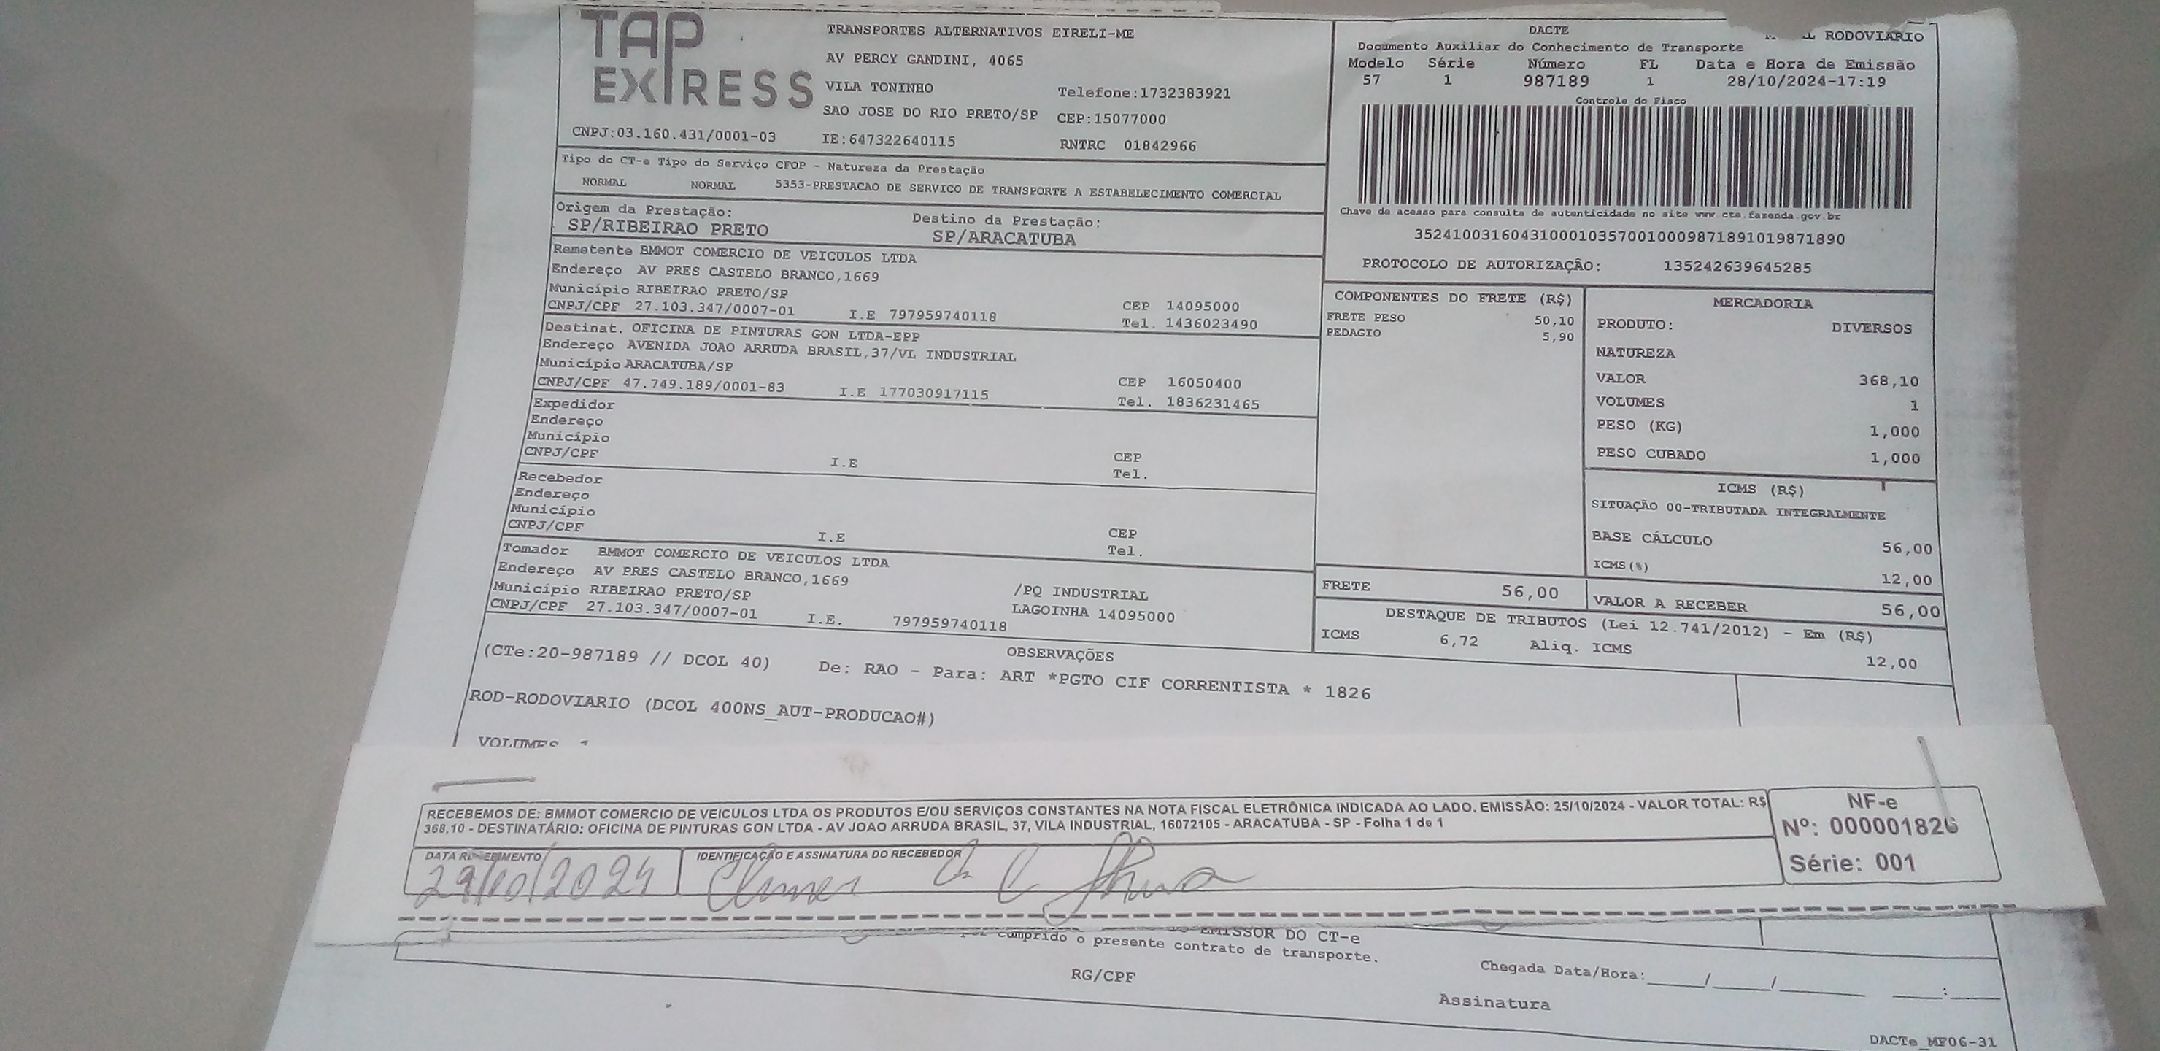 TAP EXPRESS
TRANSPORTES ALTERNATIVOS EIRELI-ME
AV PERCY GANDINI, 4065
VILA TONINHO Telefone:1732383921
SAO JOSE DO RIO PRETO/SP CEP:15077000
CNPJ:03.160.431/0001-03 IE:647322640115 RNTRC 01842966
DACTE
RODOVIARIO
Documento Auxiliar do Conhecimento de Transporte
Modelo Série Número FL Data e Hora de Emissão
57 1 987189 1 28/10/2024-17:19
Controle do Fisco
Chave de acesso para consulta de autenticidade no site www.cte.fazenda.gov.br
35241003160431000103570010009871891019871890
PROTOCOLO DE AUTORIZAÇÃO: 135242639645285
Tipo do CT-e Tipo do Serviço CFOP - Natureza da Prestação
NORMAL NORMAL 5353-PRESTACAO DE SERVICO DE TRANSPORTE A ESTABELECIMENTO COMERCIAL
Origem da Prestação: Destino da Prestação:
SP/RIBEIRAO PRETO SP/ARACATUBA
Remetente BMMOT COMERCIO DE VEICULOS LTDA
Endereço AV PRES CASTELO BRANCO,1669
Município RIBEIRAO PRETO/SP CEP 14095000
CNPJ/CPF 27.103.347/0007-01 I.E 797959740118 Tel. 1436023490
Destinat. OFICINA DE PINTURAS GON LTDA-EPP
Endereço AVENIDA JOAO ARRUDA BRASIL,37/VL INDUSTRIAL
Município ARACATUBA/SP CEP 16050400
CNPJ/CPF 47.749.189/0001-83 I.E 177030917115 Tel. 1836231465
Expedidor
Endereço
Município CEP
CNPJ/CPF I.E Tel.
Recebedor
Endereço
Município CEP
CNPJ/CPF I.E Tel.
Tomador BMMOT COMERCIO DE VEICULOS LTDA
Endereço AV PRES CASTELO BRANCO,1669 /PQ INDUSTRIAL
Município RIBEIRAO PRETO/SP LAGOINHA 14095000
CNPJ/CPF 27.103.347/0007-01 I.E. 797959740118
COMPONENTES DO FRETE (R$)
FRETE PESO 50,10
PEDAGIO 5,90
MERCADORIA
PRODUTO: DIVERSOS
NATUREZA
VALOR 368,10
VOLUMES 1
PESO (KG) 1,000
PESO CUBADO 1,000
ICMS (R$)
SITUAÇÃO 00-TRIBUTADA INTEGRALMENTE
BASE CÁLCULO 56,00
ICMS(%) 12,00
FRETE 56,00 VALOR A RECEBER 56,00
DESTAQUE DE TRIBUTOS (Lei 12.741/2012) - Em (R$)
ICMS 6,72 Aliq. ICMS 12,00
OBSERVAÇÕES
(CTe:20-987189 // DCOL 40) De: RAO - Para: ART *PGTO CIF CORRENTISTA * 1826
ROD-RODOVIARIO (DCOL 400NS_AUT-PRODUCAO#)
VOLUMES 1
RECEBEMOS DE: BMMOT COMERCIO DE VEICULOS LTDA OS PRODUTOS E/OU SERVIÇOS CONSTANTES NA NOTA FISCAL ELETRÔNICA INDICADA AO LADO. EMISSÃO: 25/10/2024 - VALOR TOTAL: R$
368,10 - DESTINATÁRIO: OFICINA DE PINTURAS GON LTDA - AV JOAO ARRUDA BRASIL, 37, VILA INDUSTRIAL, 16072105 - ARACATUBA - SP - Folha 1 de 1
NF-e
Nº: 000001826
Série: 001
DATA RECEBIMENTO IDENTIFICAÇÃO E ASSINATURA DO RECEBEDOR
29/10/2024
EMISSOR DO CT-e
cumprido o presente contrato de transporte.
RG/CPF Chegada Data/Hora:____/____/____ ____:____
Assinatura
DACTe_MF06-31